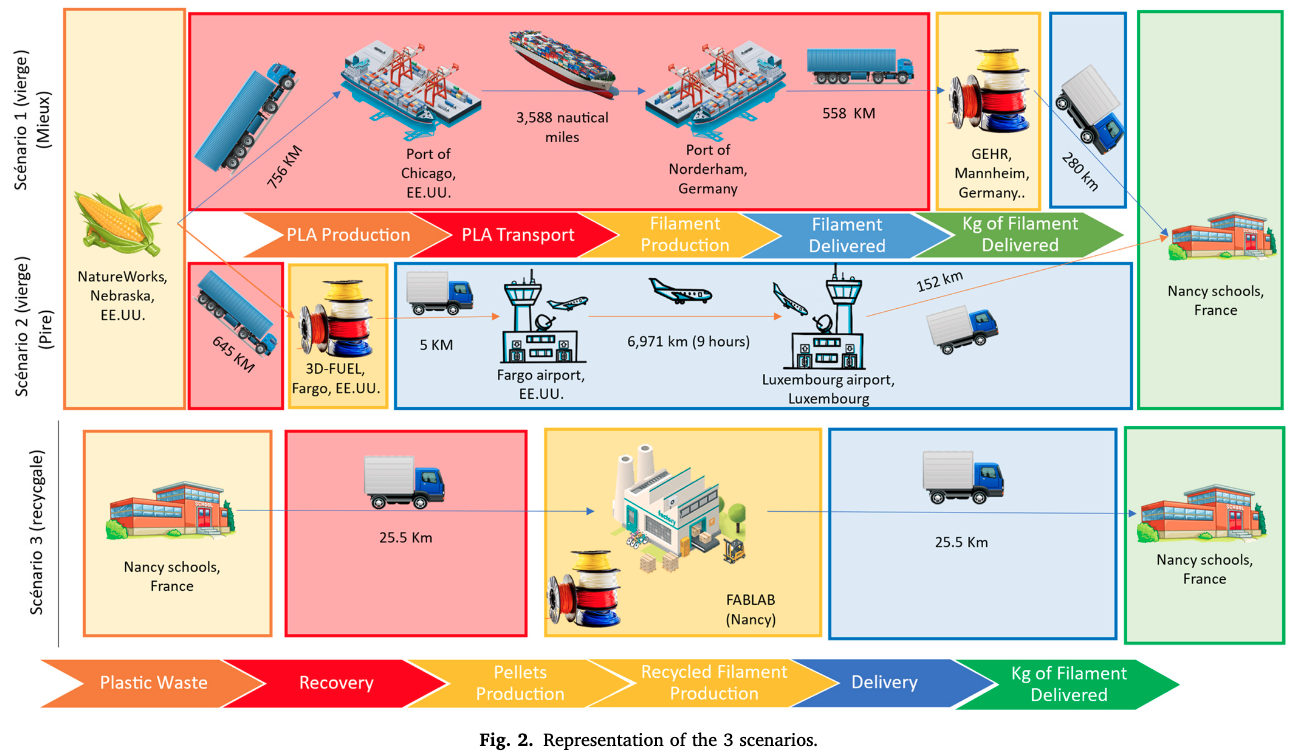 Scénario 1 (vierge)
(Mieux)
756 KM
Port of
Chicago,
EE.UU.
3,588 nautical
miles
Port of
Norderham,
Germany
558 KM
GEHR,
Mannheim,
Germany..
280 km
NatureWorks,
Nebraska,
EE.UU.
PLA Production
PLA Transport
Filament
Production
Filament
Delivered
Kg of Filament
Delivered
Nancy schools,
France
Scénario 2 (vierge)
(Pire)
645 KM
3D-FUEL,
Fargo, EE.UU.
5 KM
Fargo airport,
EE.UU.
6,971 km (9 hours)
Luxembourg airport,
Luxembourg
152 km
Scénario 3 (recycgale)
Nancy schools,
France
25.5 Km
factory
FABLAB
(Nancy)
25.5 Km
SCHOOL
Nancy schools,
France
Plastic Waste
Recovery
Pellets
Production
Recycled Filament
Production
Delivery
Kg of Filament
Delivered
Fig. 2. Representation of the 3 scenarios.